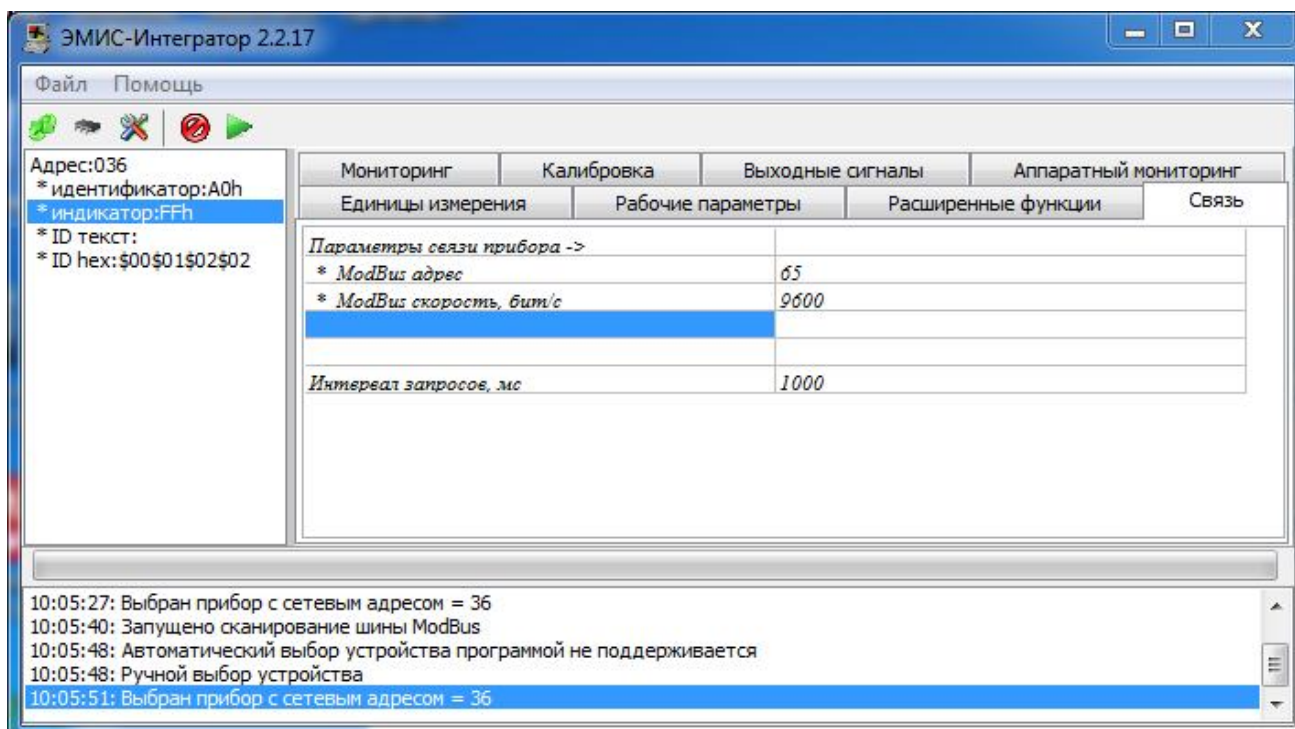 ЭМИС-Интегратор 2.2.17
Файл Помощь
Адрес:036
* идентификатор:A0h
* индикатор:FFh
* ID текст:
* ID hex:$00$01$02$02
Мониторинг Калибровка Выходные сигналы Аппаратный мониторинг
Единицы измерения Рабочие параметры Расширенные функции Связь
Параметры связи прибора ->
* ModBus адрес 65
* ModBus скорость, бит/с 9600
Интервал запросов, мс 1000
10:05:27: Выбран прибор с сетевым адресом = 36
10:05:40: Запущено сканирование шины ModBus
10:05:48: Автоматический выбор устройства программой не поддерживается
10:05:48: Ручной выбор устройства
10:05:51: Выбран прибор с сетевым адресом = 36